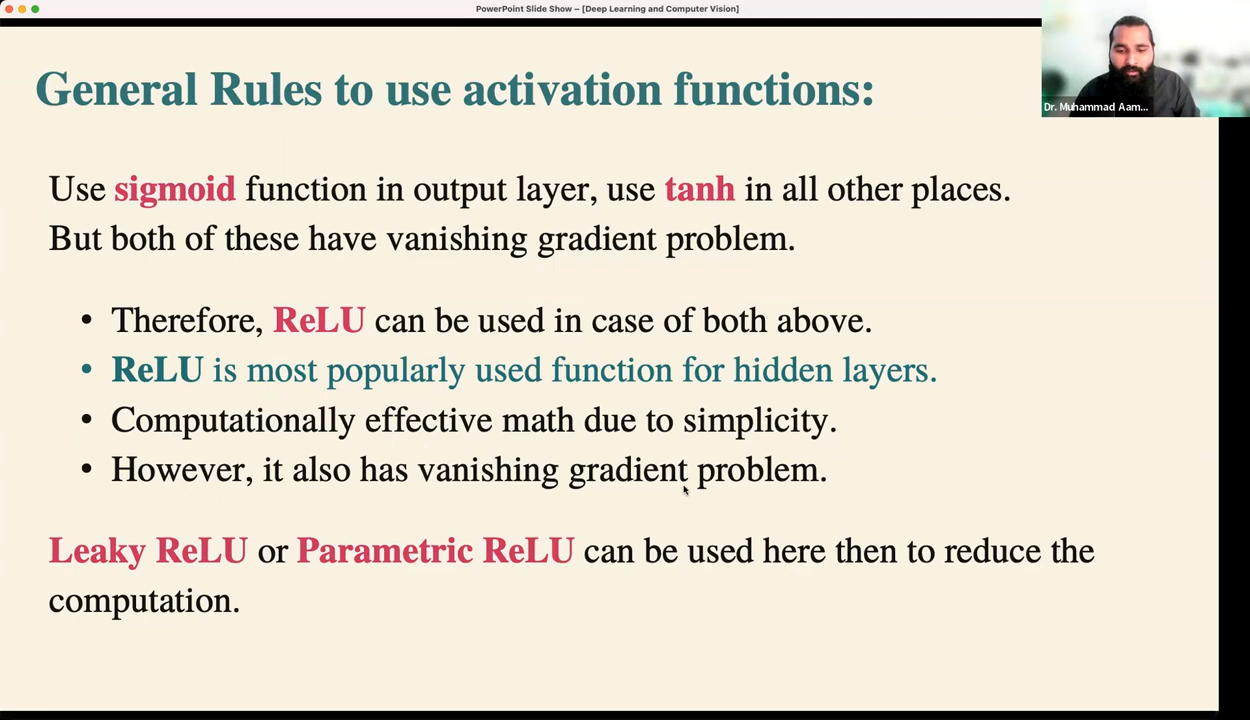 PowerPoint Slide Show – [Deep Learning and Computer Vision]
Dr. Muhammad Aam...
General Rules to use activation functions:
Use sigmoid function in output layer, use tanh in all other places.
But both of these have vanishing gradient problem.
• Therefore, ReLU can be used in case of both above.
• ReLU is most popularly used function for hidden layers.
• Computationally effective math due to simplicity.
• However, it also has vanishing gradient problem.
Leaky ReLU or Parametric ReLU can be used here then to reduce the
computation.